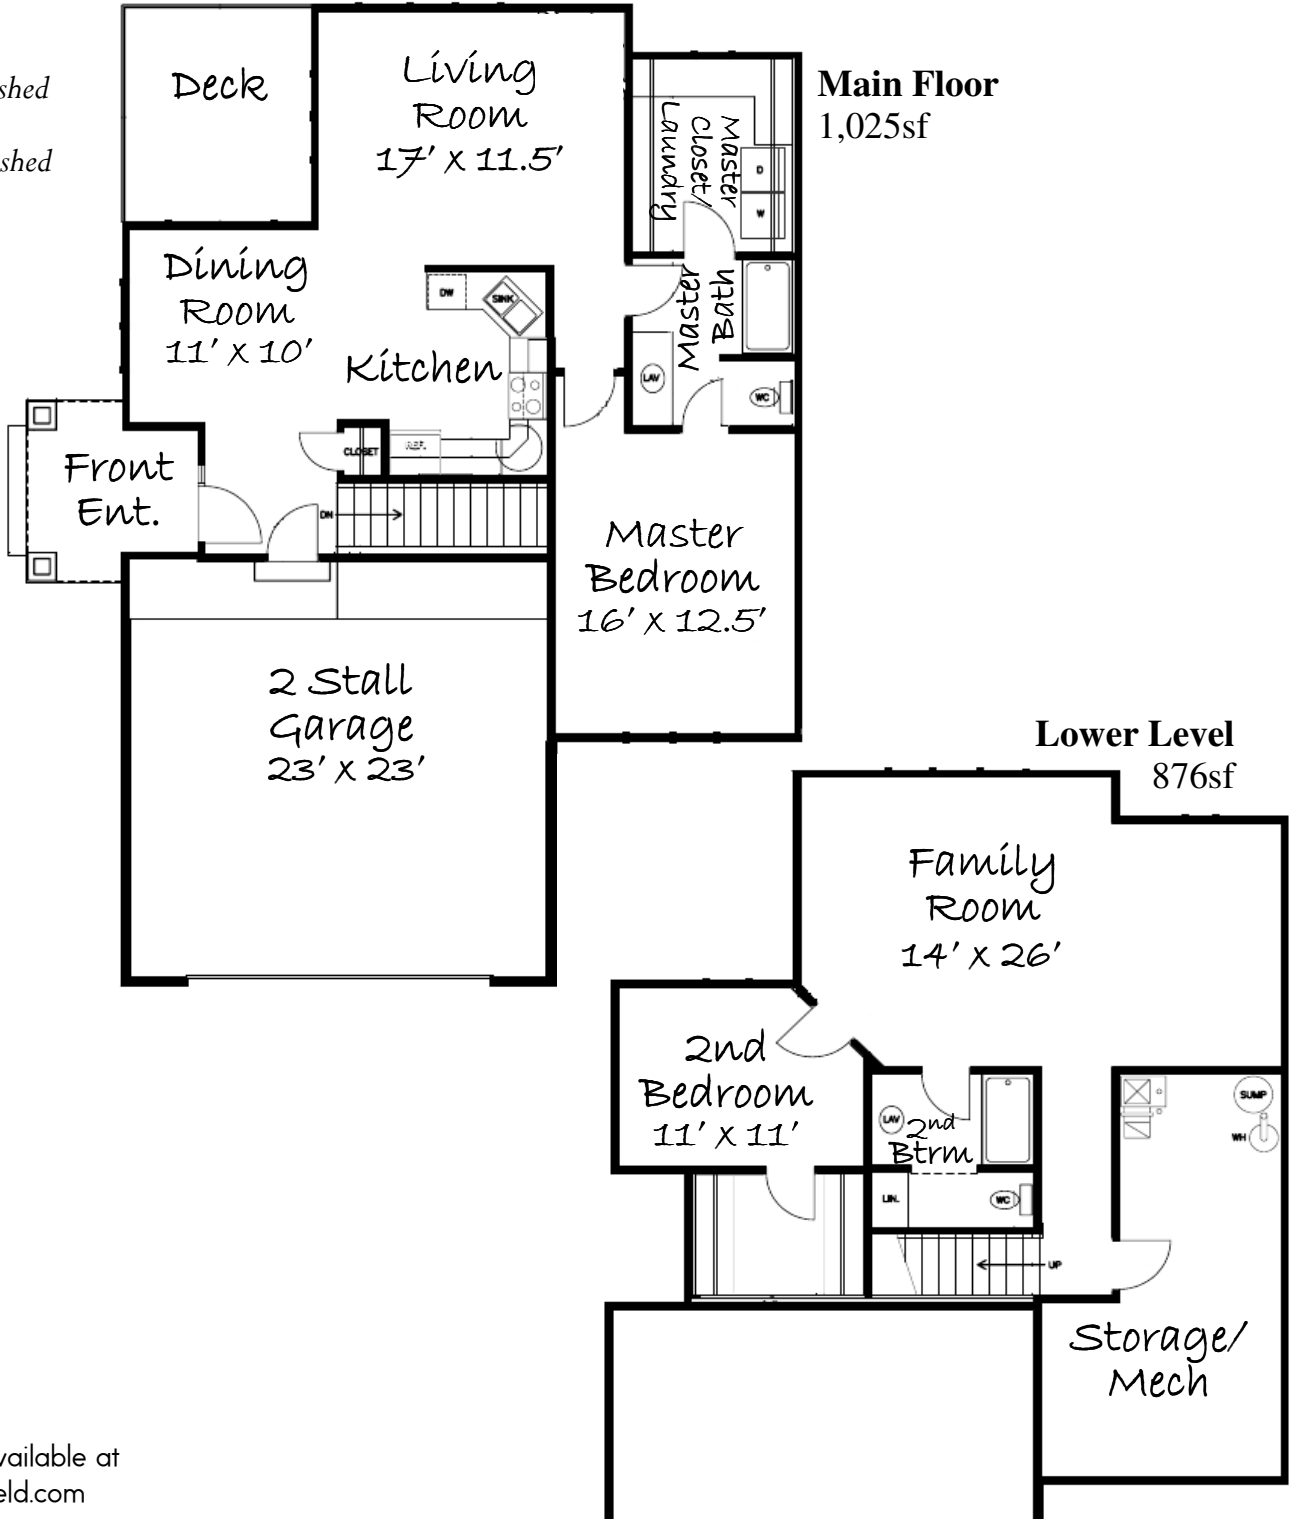 shed
shed
Main Floor
1,025sf
Deck
Living
Room
17' X 11.5'
Master
Closet/
Laundry
D
W
Dining
Room
11' X 10'
DW
SINK
Kitchen
Master
Bath
LAV
WC
CLOSET
REF.
Front
Ent.
DN
Master
Bedroom
16' X 12.5'
2 Stall
Garage
23' X 23'
Lower Level
876sf
Family
Room
14' X 26'
2nd
Bedroom
11' X 11'
LAV
2nd
Btrm
LIN.
WC
UP
SUMP
WH
Storage/
Mech
vailable at
eld.com